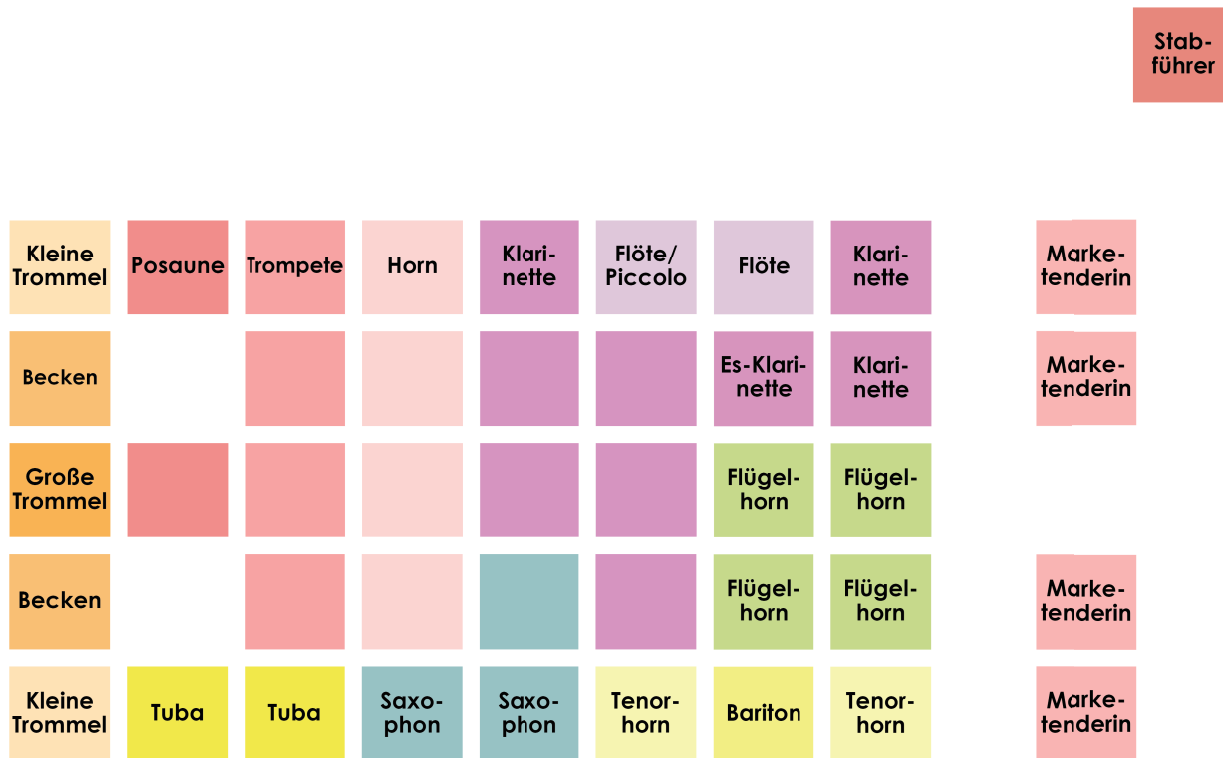 Stab-
führer
Kleine
Trommel
Posaune
Trompete
Horn
Klari-
nette
Flöte/
Piccolo
Flöte
Klari-
nette
Marke-
tenderin
Becken
Es-Klari-
nette
Klari-
nette
Marke-
tenderin
Große
Trommel
Flügel-
horn
Flügel-
horn
Becken
Flügel-
horn
Flügel-
horn
Marke-
tenderin
Kleine
Trommel
Tuba
Tuba
Saxo-
phon
Saxo-
phon
Tenor-
horn
Bariton
Tenor-
horn
Marke-
tenderin